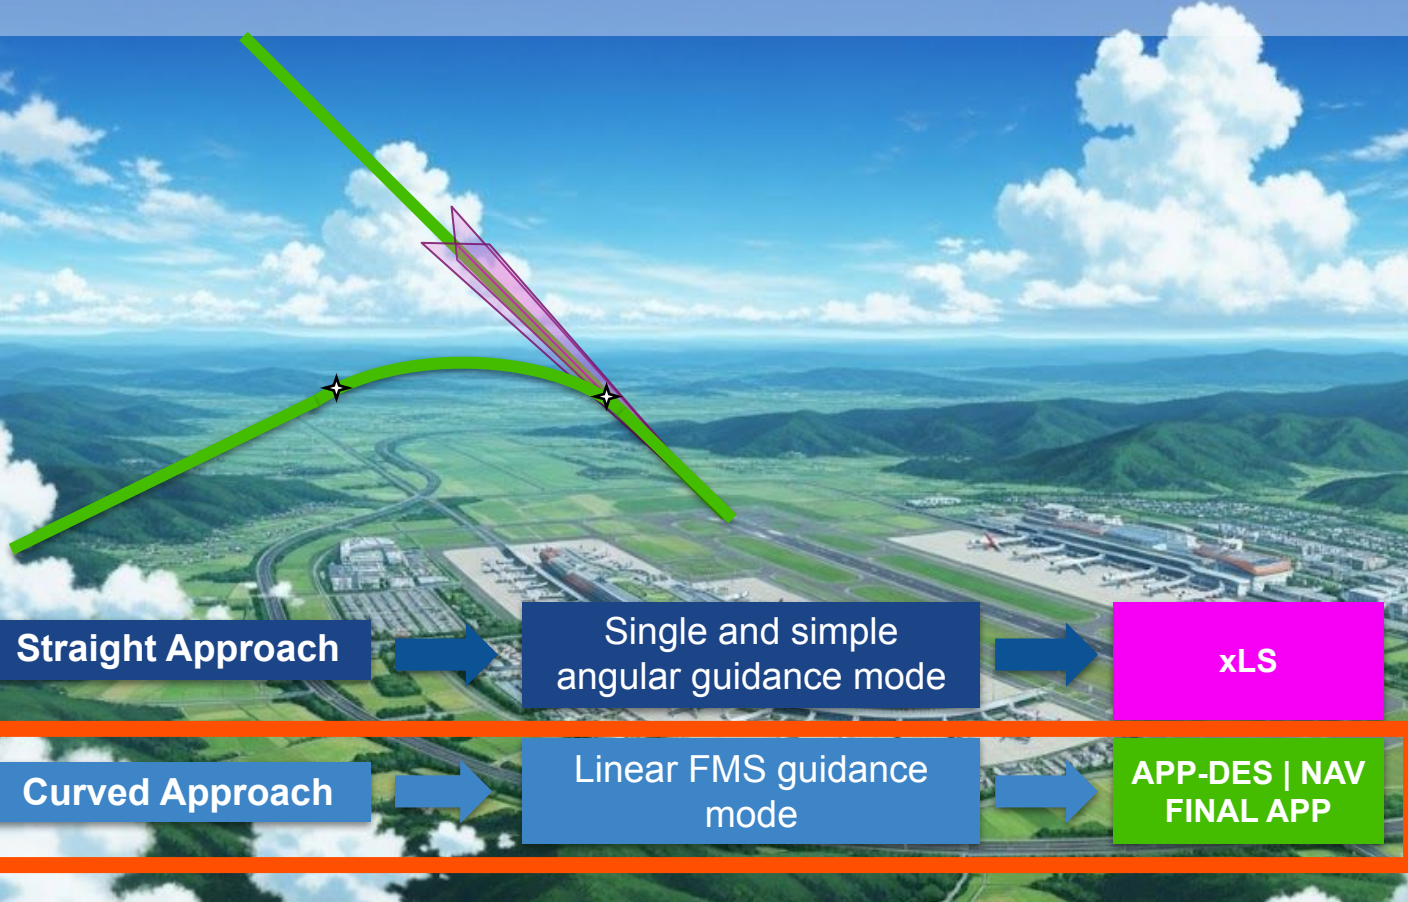 Straight Approach
Single and simple
angular guidance mode
xLS
Curved Approach
Linear FMS guidance
mode
APP-DES | NAV
FINAL APP